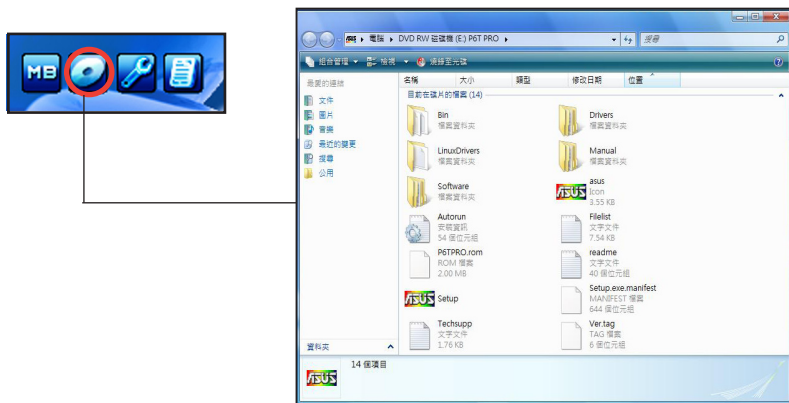 MB
電腦 ▸ DVD RW 磁碟機 (E:) P6T PRO ▸
搜尋
組合管理 檢視 燒錄至光碟
最愛的連結
文件
圖片
音樂
最近的變更
搜尋
公用
資料夾
名稱 大小 類型 修改日期 位置
目前在碟片的檔案 (14)
Bin
檔案資料夾
Drivers
檔案資料夾
LinuxDrivers
檔案資料夾
Manual
檔案資料夾
Software
檔案資料夾
ASUS
asus
Icon
3.55 KB
Autorun
安裝資訊
54 個位元組
Filelist
文字文件
7.54 KB
P6TPRO.rom
ROM 檔案
2.00 MB
readme
文字文件
40 個位元組
ASUS
Setup
Setup.exe.manifest
MANIFEST 檔案
644 個位元組
Techsupp
文字文件
1.76 KB
Ver.tag
TAG 檔案
6 個位元組
ASUS
14 個項目